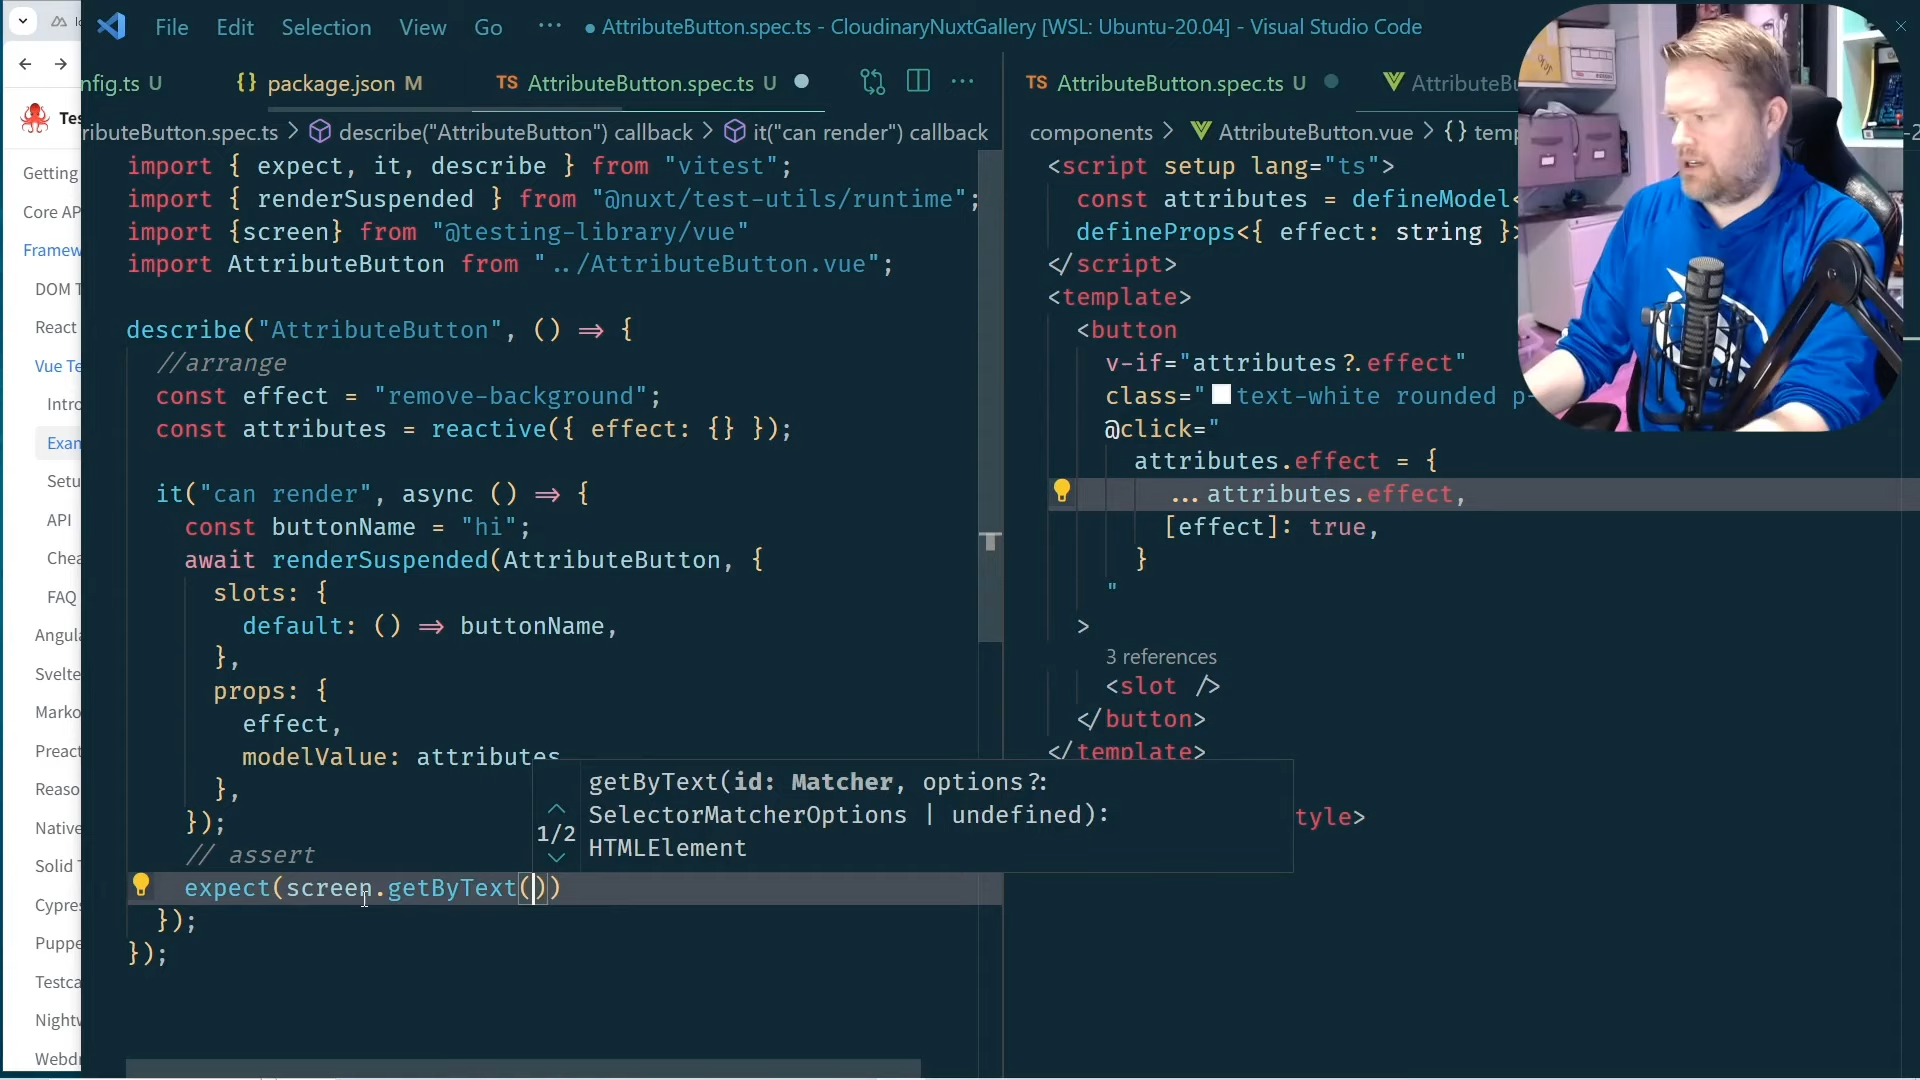 File Edit Selection View Go ··· ● AttributeButton.spec.ts - CloudinaryNuxtGallery [WSL: Ubuntu-20.04] - Visual Studio Code
nfig.ts U {} package.json M TS AttributeButton.spec.ts U ● ··· TS AttributeButton.spec.ts U ● AttributeBu
ributeButton.spec.ts > describe("AttributeButton") callback > it("can render") callback
components > AttributeButton.vue > {} temp
Tes
Getting
Core AP
Framew
DOM T
React
Vue Te
Intro
Exam
Setu
API
Chea
FAQ
Angula
Svelte
Marko
Preact
Reaso
Native
Solid T
Cypres
Puppe
Testca
Nightw
Webdr
import { expect, it, describe } from "vitest";
import { renderSuspended } from "@nuxt/test-utils/runtime";
import {screen} from "@testing-library/vue"
import AttributeButton from "../AttributeButton.vue";
describe("AttributeButton", () => {
//arrange
const effect = "remove-background";
const attributes = reactive({ effect: {} });
it("can render", async () => {
const buttonName = "hi";
await renderSuspended(AttributeButton, {
slots: {
default: () => buttonName,
},
props: {
effect,
modelValue: attributes
},
});
// assert
expect(screen.getByText())
});
});
1/2
getByText(id: Matcher, options?:
SelectorMatcherOptions | undefined):
HTMLElement
<script setup lang="ts">
const attributes = defineModel<
defineProps<{ effect: string }>
</script>
<template>
<button
v-if="attributes?.effect"
class="text-white rounded p-
@click="
attributes.effect = {
...attributes.effect,
[effect]: true,
}
"
>
3 references
<slot />
</button>
</template>
tyle>